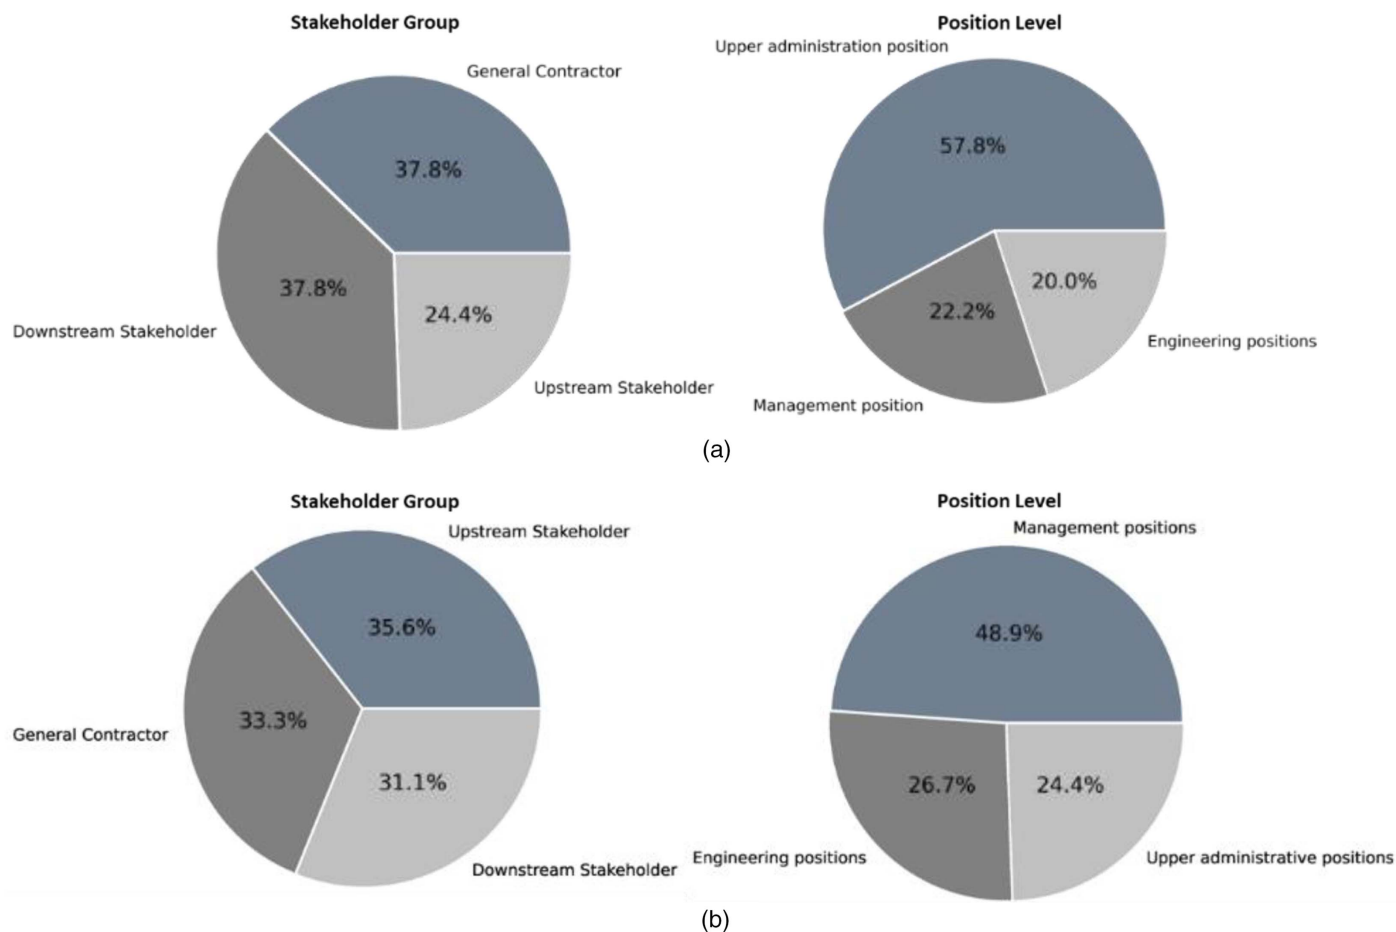 Stakeholder Group
General Contractor
37.8%
37.8%
24.4%
Downstream Stakeholder
Upstream Stakeholder
Position Level
Upper administration position
57.8%
20.0%
22.2%
Engineering positions
Management position
(a)
Stakeholder Group
Upstream Stakeholder
35.6%
33.3%
General Contractor
31.1%
Downstream Stakeholder
Position Level
Management positions
48.9%
26.7%
24.4%
Engineering positions
Upper administrative positions
(b)